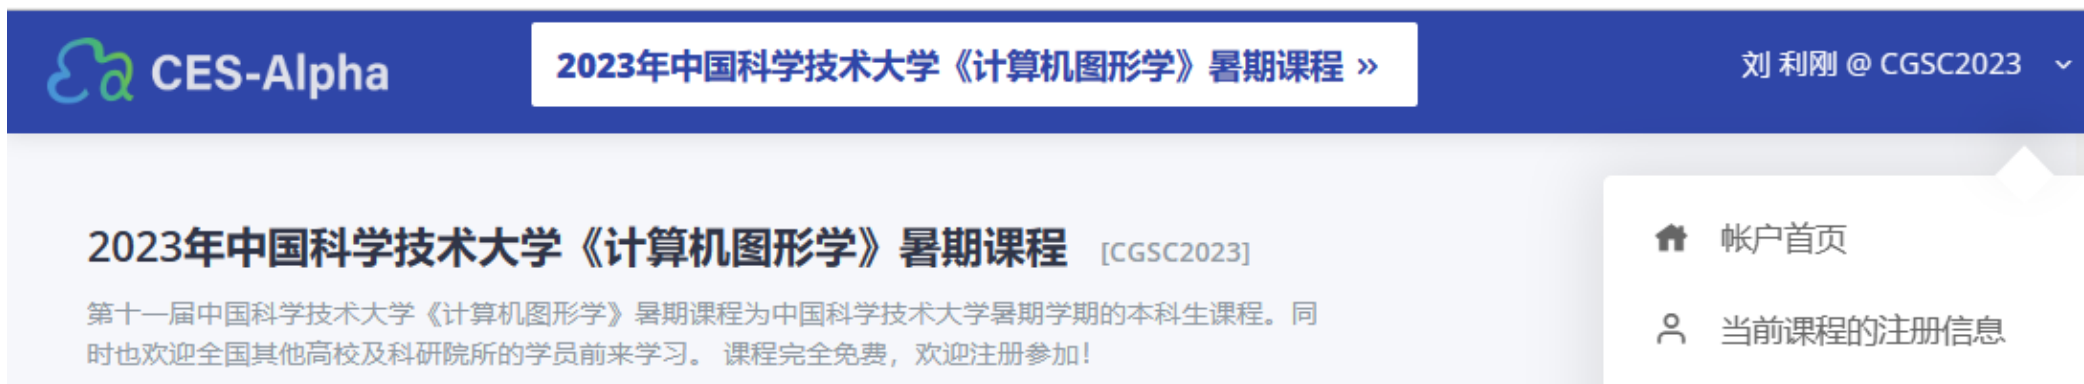 CES-Alpha
2023年中国科学技术大学《计算机图形学》暑期课程 »
刘 利刚 @ CGSC2023
2023年中国科学技术大学《计算机图形学》暑期课程 [CGSC2023]
第十一届中国科学技术大学《计算机图形学》暑期课程为中国科学技术大学暑期学期的本科生课程。同
时也欢迎全国其他高校及科研院所的学员前来学习。 课程完全免费，欢迎注册参加！
帐户首页
当前课程的注册信息